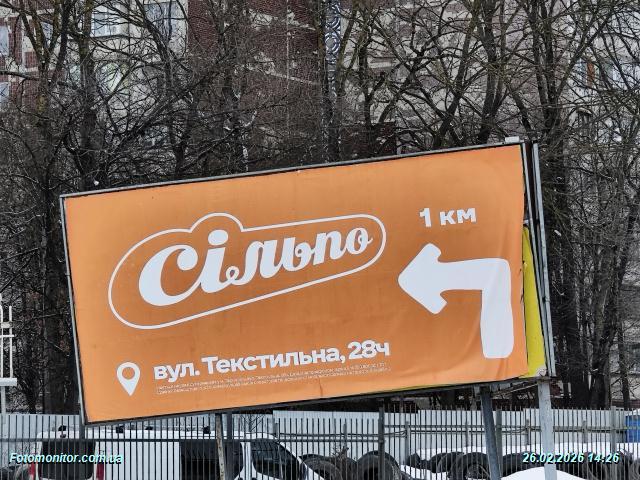 1 км
Сільпо
вул. Текстильна, 28ч
Fotomonitor.com.ua
26.02.2026 14:26